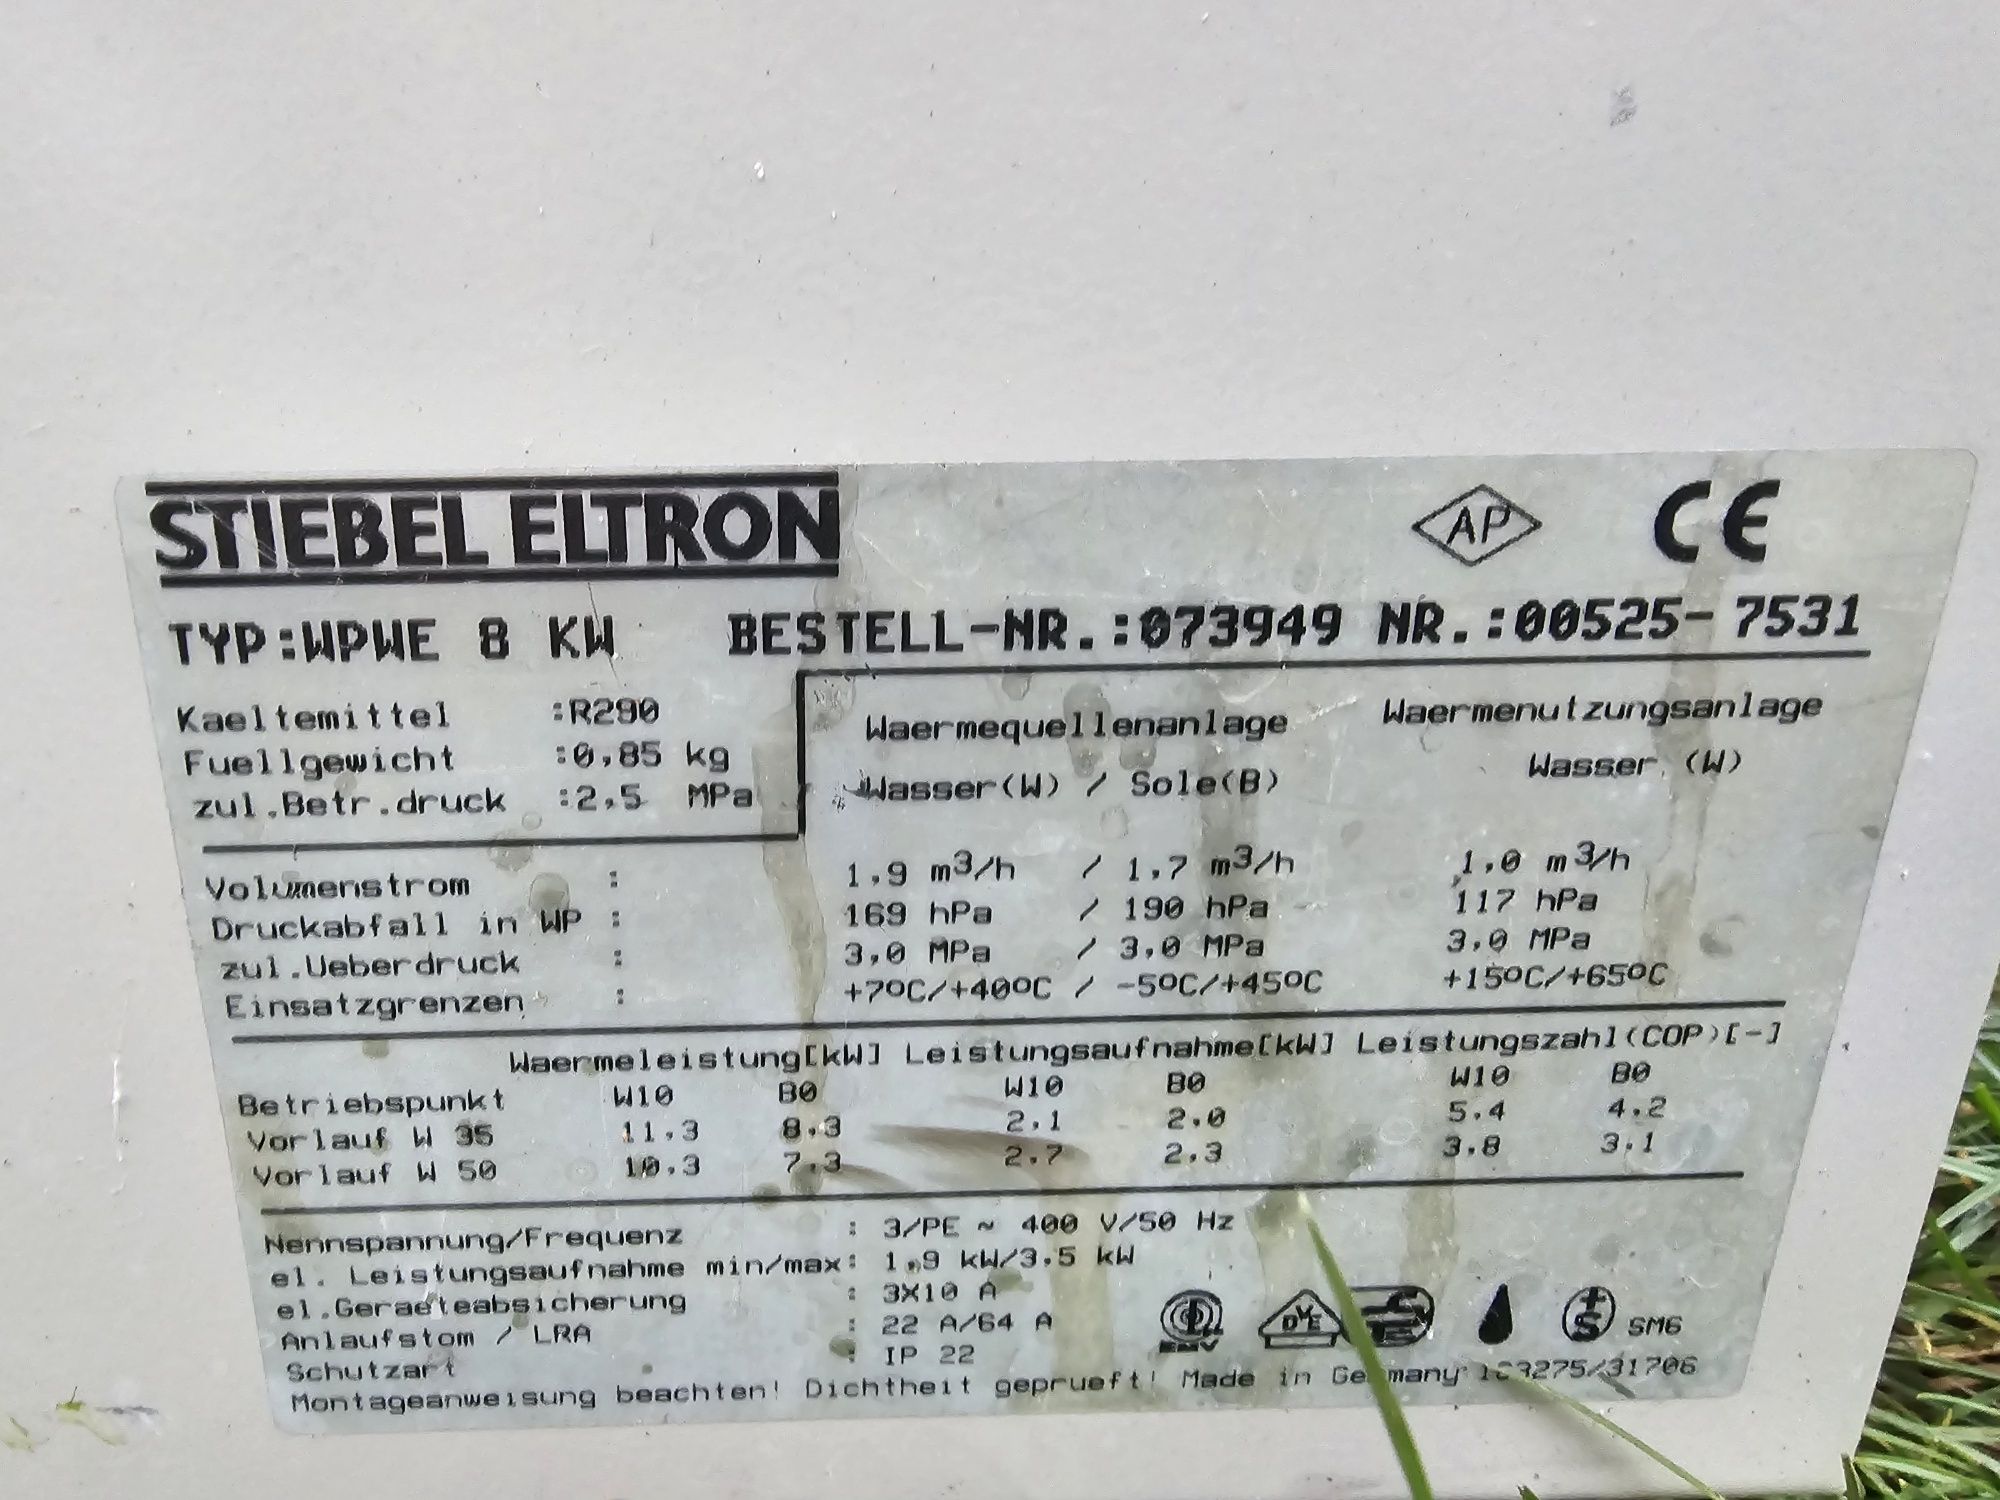 STIEBEL ELTRON
AP CE
TYP:WPWE 8 KW BESTELL-NR.:073949 NR.:00525- 7531
Kaeltemittel :R290
Fuellgewicht :0,85 kg
zul.Betr.druck :2,5 MPa
Waermequellenanlage Waermenutzungsanlage
Wasser(W) / Sole(B) Wasser (W)
Volumenstrom : 1,9 m3/h / 1,7 m3/h 1,0 m3/h
Druckabfall in WP : 169 hPa / 190 hPa 117 hPa
zul.Ueberdruck : 3,0 MPa / 3,0 MPa 3,0 MPa
Einsatzgrenzen : +7ºC/+40ºC / -5ºC/+45ºC +15ºC/+65ºC
Waermeleistung[kW] Leistungsaufnahme[kW] Leistungszahl(COP)[-]
Betriebspunkt W10 B0 W10 B0 W10 B0
Vorlauf W 35 11.3 8.3 2.1 2.0 5.4 4.2
Vorlauf W 50 10.3 7.3 2.7 2.3 3.8 3.1
Nennspannung/Frequenz : 3/PE ~ 400 V/50 Hz
el. Leistungsaufnahme min/max: 1.9 kW/3.5 kW
el.Geraeteabsicherung : 3X10 A
Anlaufstom / LRA : 22 A/64 A
Schutzart : IP 22
EMV DVE S +S SM6
Montageanweisung beachten! Dichtheit geprueft! Made in Germany